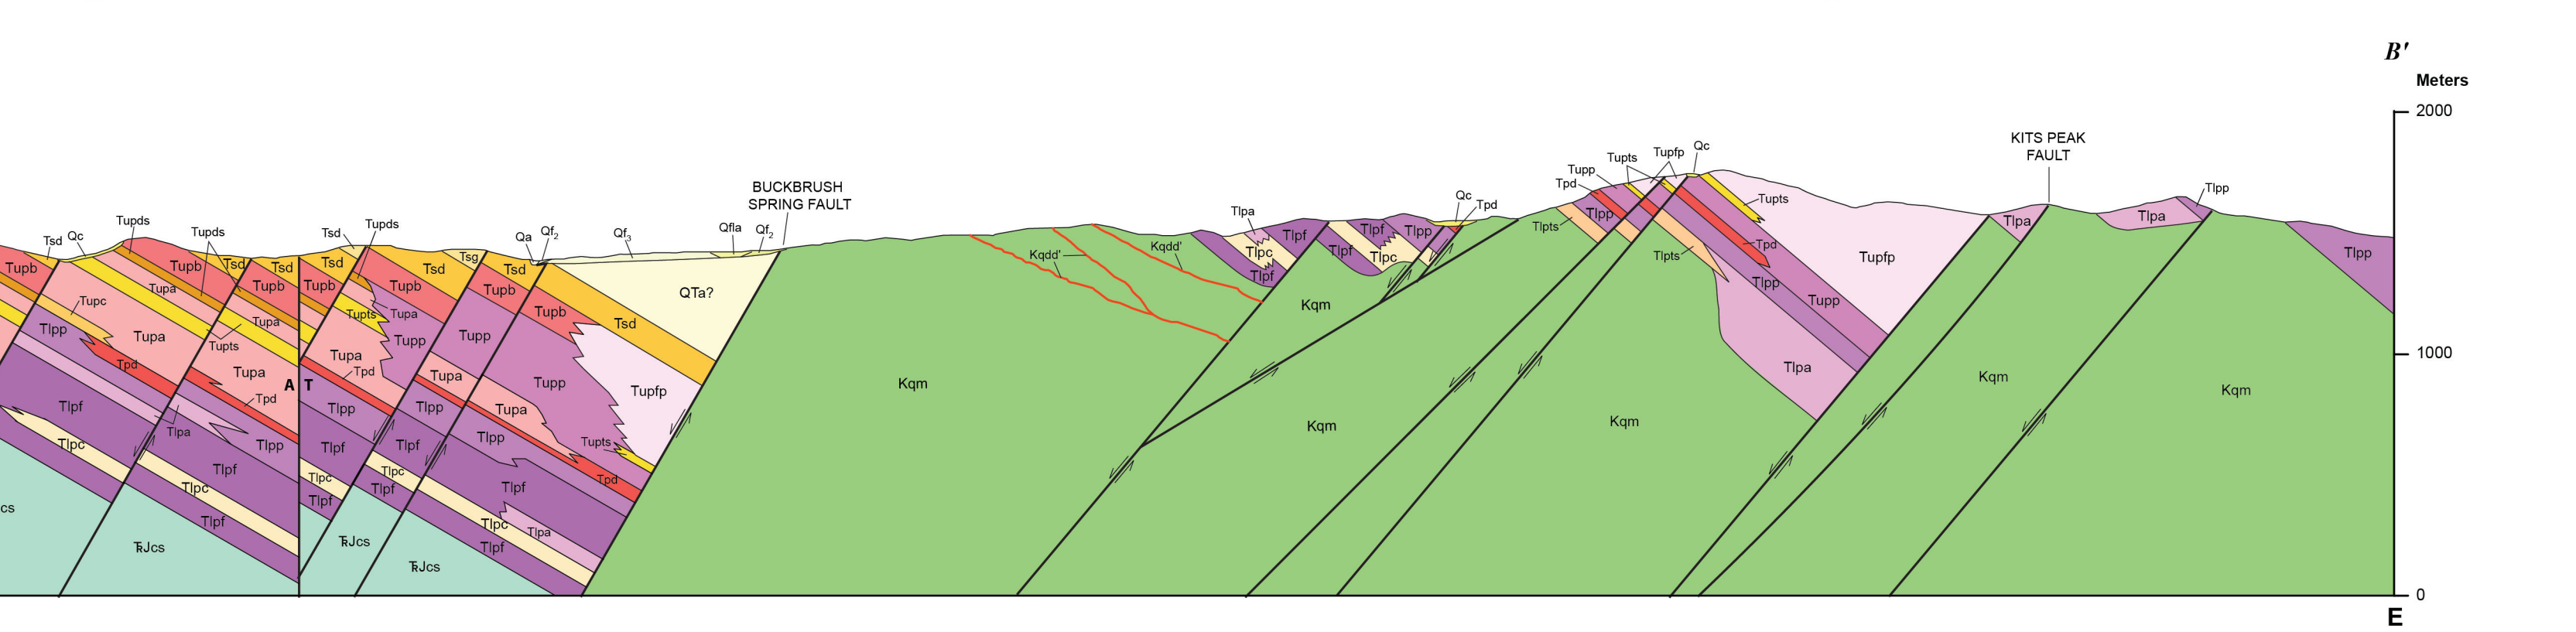 B′
Meters
2000
KITS PEAK
FAULT
Qc
Tupfp
Tupts
Tupp
Tpd
BUCKBRUSH
SPRING FAULT
Tlpp
Qc
Tpd
Tlpa
Tupds
Tupds
Tupds
Tsd
Qf₂
Qf₃
Qfla
Qf₂
Tsd
Qc
Qa
Tupts
Tlpa
Tlpa
Tlpts
Tlpp
Tlpf
Tlpf
Tlpp
Tlpc
Tlpf
Tlpc
Tlpf
Kqdd'
Kqdd'
Tupb
Tupb
Tsd
Tsd
Tsd
Tsd
Tsg
Tsd
Tupa
Tupb
Tupb
Tupb
Tupb
Tupb
QTa?
Tsd
Tpd
Tlpts
Tupfp
Tlpp
Tupp
Tlpp
Tupc
Tlpp
Tupa
Tupts
Tupa
Tupts
Tupa
Tupp
Tupp
Kqm
Tupa
Tpd
Tupa
Tpd
Tupa
Tupp
Tupfp
Kqm
Tlpa
Kqm
Kqm
1000
A T
Tpd
Tlpf
Tlpp
Tlpp
Tupa
Tlpc
Tlpa
Tlpp
Tlpf
Tlpf
Tlpp
Tupts
Kqm
Kqm
Tlpf
Tlpc
Tlpc
Tlpc
Tlpf
Tpd
Tlpf
Tlpf
Tlpf
cs
Tlpf
Tlpc
Tlpa
ꞦJcs
ꞦJcs
Tlpf
ꞦJcs
0
E